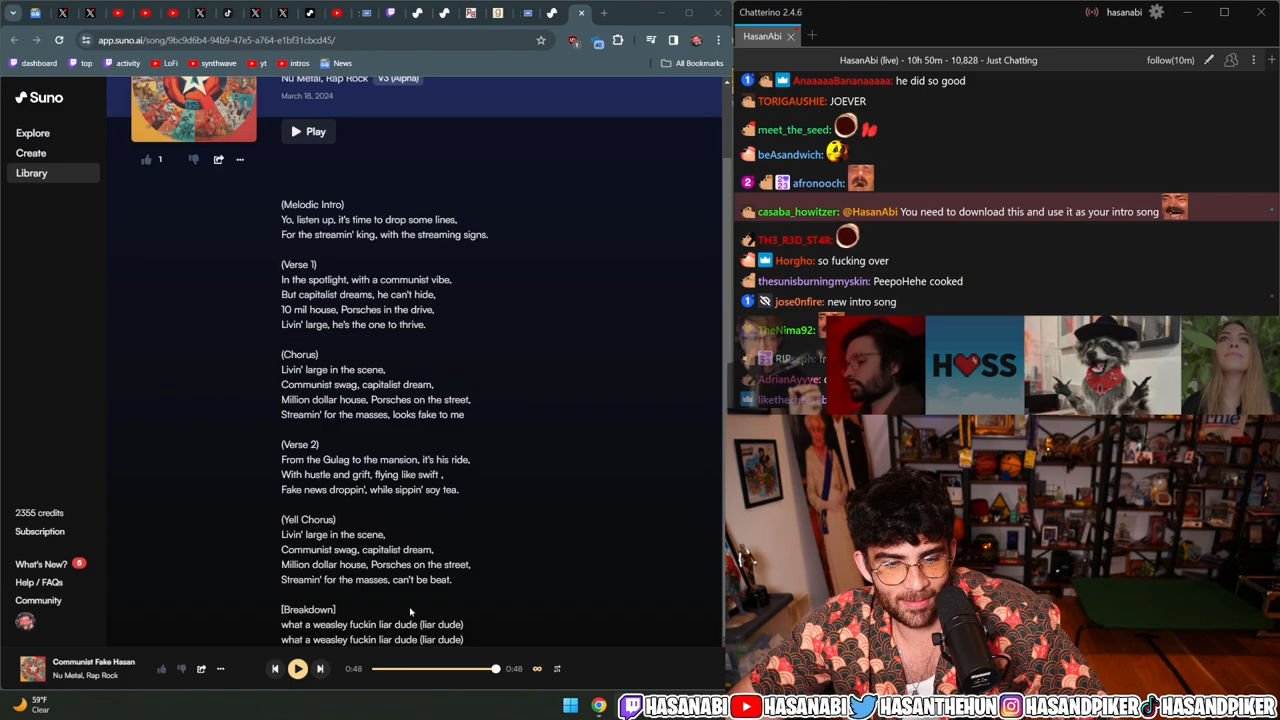 app.suno.ai/song/9bc9d6b4-94b9-47e5-a764-e1bf31cbcd45/
dashboard
top
activity
LoFi
synthwave
yt
intros
News
All Bookmarks
Suno
Explore
Create
Library
2355 credits
Subscription
What's New? 5
Help / FAQs
Community
Nu Metal, Rap Rock V3 (Alpha)
March 18, 2024
Play
1
(Melodic Intro)
Yo, listen up, it's time to drop some lines,
For the streamin' king, with the streaming signs.
(Verse 1)
In the spotlight, with a communist vibe,
But capitalist dreams, he can't hide,
10 mil house, Porsches in the drive,
Livin' large, he's the one to thrive.
(Chorus)
Livin' large in the scene,
Communist swag, capitalist dream,
Million dollar house, Porsches on the street,
Streamin' for the masses, looks fake to me
(Verse 2)
From the Gulag to the mansion, it's his ride,
With hustle and grift, flying like swift ,
Fake news droppin', while sippin' soy tea.
(Yell Chorus)
Livin' large in the scene,
Communist swag, capitalist dream,
Million dollar house, Porsches on the street,
Streamin' for the masses, can't be beat.
[Breakdown]
what a weasley fuckin liar dude (liar dude)
what a weasley fuckin liar dude (liar dude)
Communist Fake Hasan
Nu Metal, Rap Rock
0:48
0:48
59°F
Clear
Chatterino 2.4.6
hasanabi
HasanAbi
HasanAbi (live) - 10h 50m - 10,828 - Just Chatting
follow(10m)
AnaaaaaBananaaaaa: he did so good
TORIGAUSHIE: JOEVER
meet_the_seed:
beAsandwich:
2 afronooch:
casaba_howitzer: @HasanAbi You need to download this and use it as your intro song
TH3_R3D_ST4R:
Horgho: so fucking over
thesunisburningmyskin: PeepoHehe cooked
jose0nfire: new intro song
TheNima92:
AdrianAyyye:
H SS
HASANABI
HASANABI
HASANTHEHUN
HASANDPIKER
HASANDPIKER